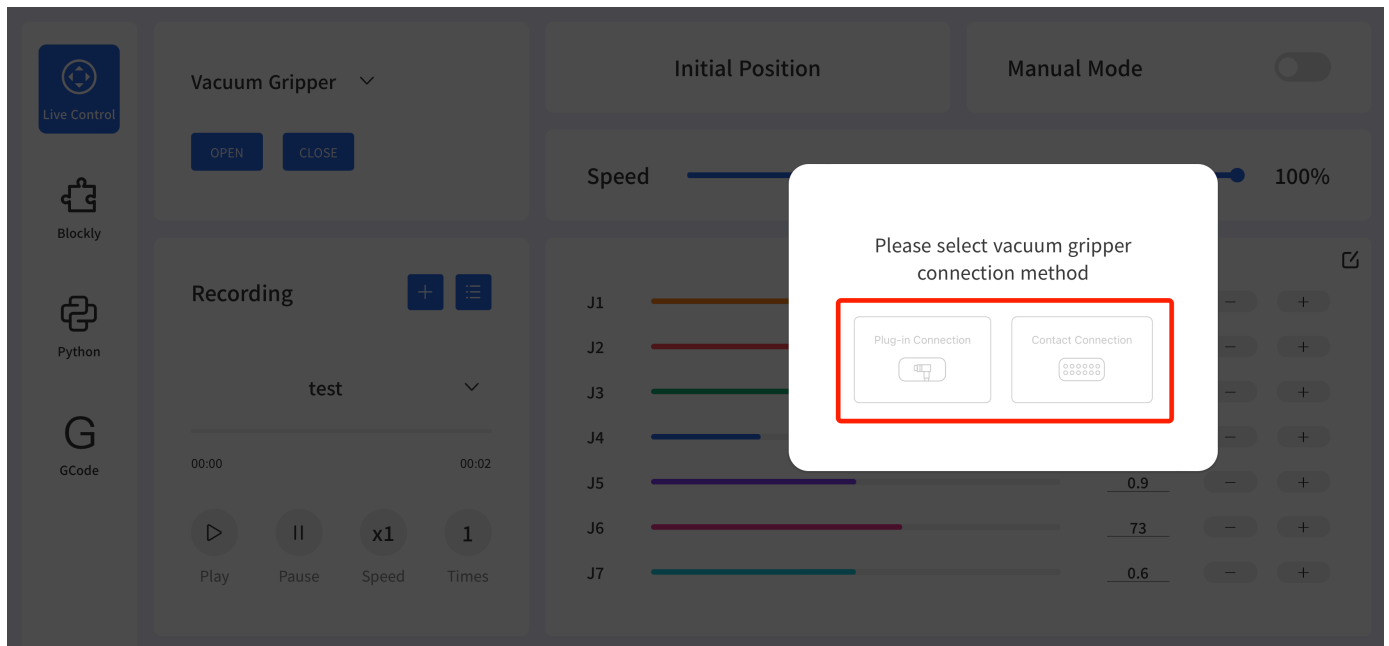 Live Control
Blockly
Python
G
GCode
Vacuum Gripper
OPEN
CLOSE
Recording
test
00:00
00:02
x1
1
Play
Pause
Speed
Times
Initial Position
Manual Mode
Speed
100%
Please select vacuum gripper
connection method
Plug-in Connection
Contact Connection
J1
J2
J3
J4
J5
0.9
J6
73
J7
0.6